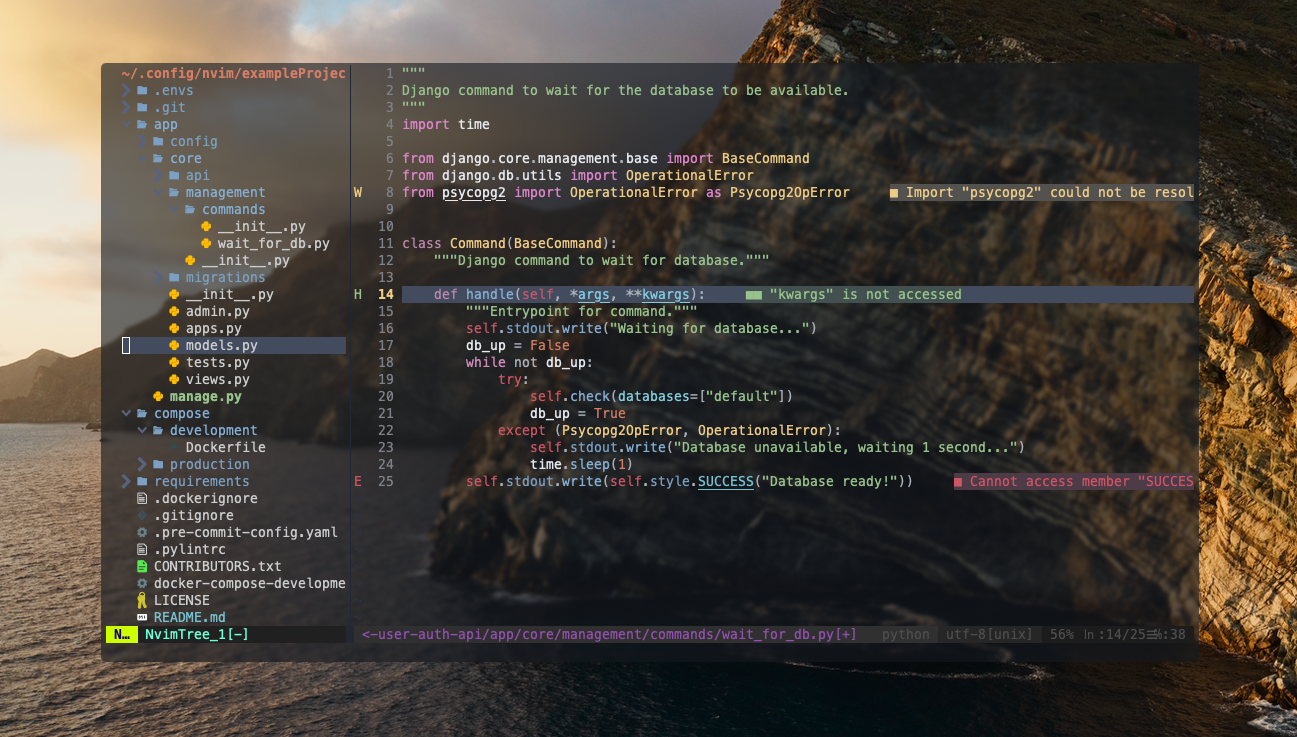 ~/.config/nvim/exampleProjec
.envs
.git
app
config
core
api
management
commands
__init__.py
wait_for_db.py
__init__.py
migrations
__init__.py
admin.py
apps.py
models.py
tests.py
views.py
manage.py
compose
development
Dockerfile
production
requirements
.dockerignore
.gitignore
.pre-commit-config.yaml
.pylintrc
CONTRIBUTORS.txt
docker-compose-developme
LICENSE
README.md
N… NvimTree_1[-]
1 """
2 Django command to wait for the database to be available.
3 """
4 import time
5
6 from django.core.management.base import BaseCommand
7 from django.db.utils import OperationalError
W 8 from psycopg2 import OperationalError as Psycopg2OpError ■ Import "psycopg2" could not be resol
9
10
11 class Command(BaseCommand):
12 """Django command to wait for database."""
13
H 14 def handle(self, *args, **kwargs): ■■ "kwargs" is not accessed
15 """Entrypoint for command."""
16 self.stdout.write("Waiting for database...")
17 db_up = False
18 while not db_up:
19 try:
20 self.check(databases=["default"])
21 db_up = True
22 except (Psycopg2OpError, OperationalError):
23 self.stdout.write("Database unavailable, waiting 1 second...")
24 time.sleep(1)
E 25 self.stdout.write(self.style.SUCCESS("Database ready!")) ■ Cannot access member "SUCCES
<-user-auth-api/app/core/management/commands/wait_for_db.py[+] python utf-8[unix] 56% ln :14/25☰℅:38